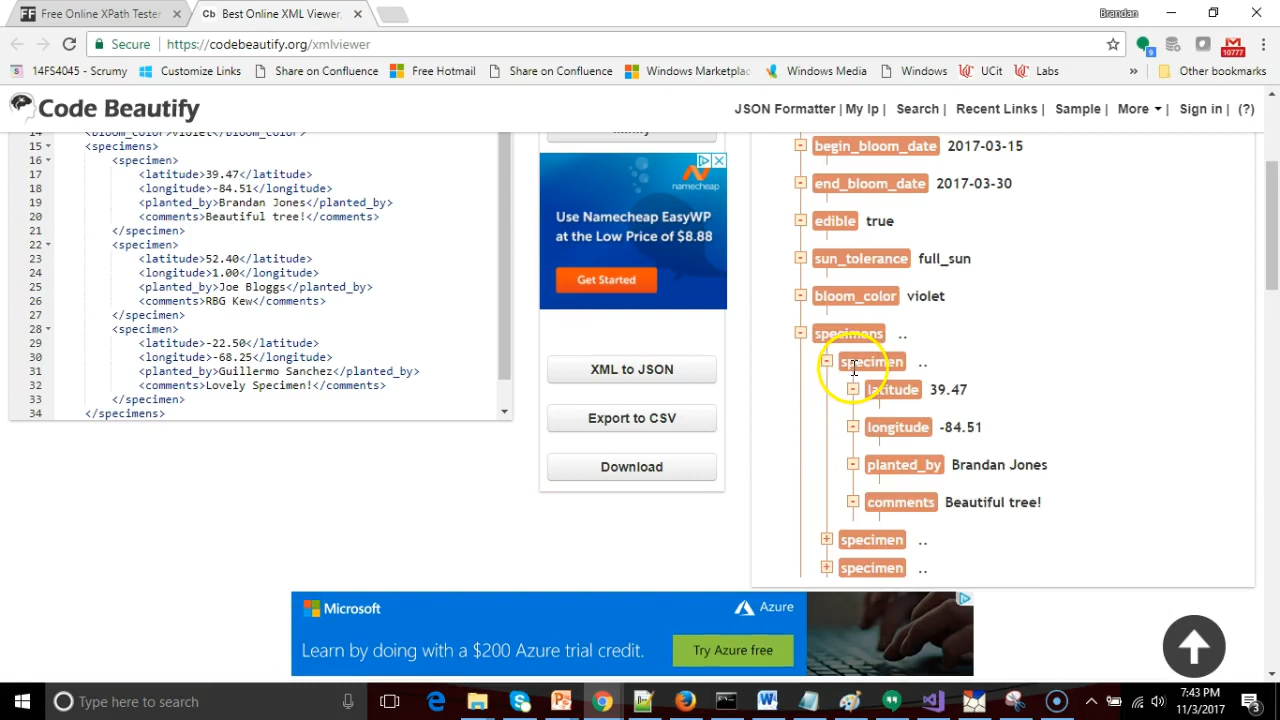 Free Online XPath Tester
Best Online XML Viewer,
Brandan
Secure
https://codebeautify.org/xmlviewer
9
10777
14FS4045 - Scrumy
Customize Links
Share on Confluence
Free Hotmail
Share on Confluence
Windows Marketplac
Windows Media
Windows
UCit
Labs
»
Other bookmarks
Code Beautify
JSON Formatter | My Ip | Search | Recent Links | Sample | More | Sign in | (?)
14 <bloom_color>violet</bloom_color>
15 <specimens>
16 <specimen>
17 <latitude>39.47</latitude>
18 <longitude>-84.51</longitude>
19 <planted_by>Brandan Jones</planted_by>
20 <comments>Beautiful tree!</comments>
21 </specimen>
22 <specimen>
23 <latitude>52.40</latitude>
24 <longitude>1.00</longitude>
25 <planted_by>Joe Bloggs</planted_by>
26 <comments>RBG Kew</comments>
27 </specimen>
28 <specimen>
29 <latitude>-22.50</latitude>
30 <longitude>-68.25</longitude>
31 <planted_by>Guillermo Sanchez</planted_by>
32 <comments>Lovely Specimen!</comments>
33 </specimen>
34 </specimens>
namecheap
Use Namecheap EasyWP
at the Low Price of $8.88
Get Started
XML to JSON
Export to CSV
Download
begin_bloom_date 2017-03-15
end_bloom_date 2017-03-30
edible true
sun_tolerance full_sun
bloom_color violet
specimens ..
specimen ..
latitude 39.47
longitude -84.51
planted_by Brandan Jones
comments Beautiful tree!
specimen ..
specimen ..
Microsoft
Azure
Learn by doing with a $200 Azure trial credit.
Try Azure free
Type here to search
7:43 PM
11/3/2017
3